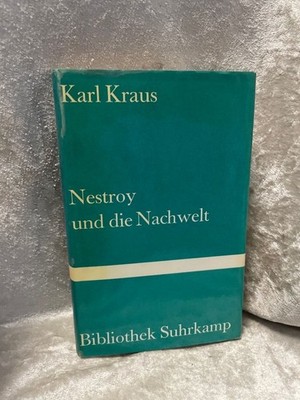 Karl Kraus
Nestroy
und die Nachwelt
Bibliothek Suhrkamp